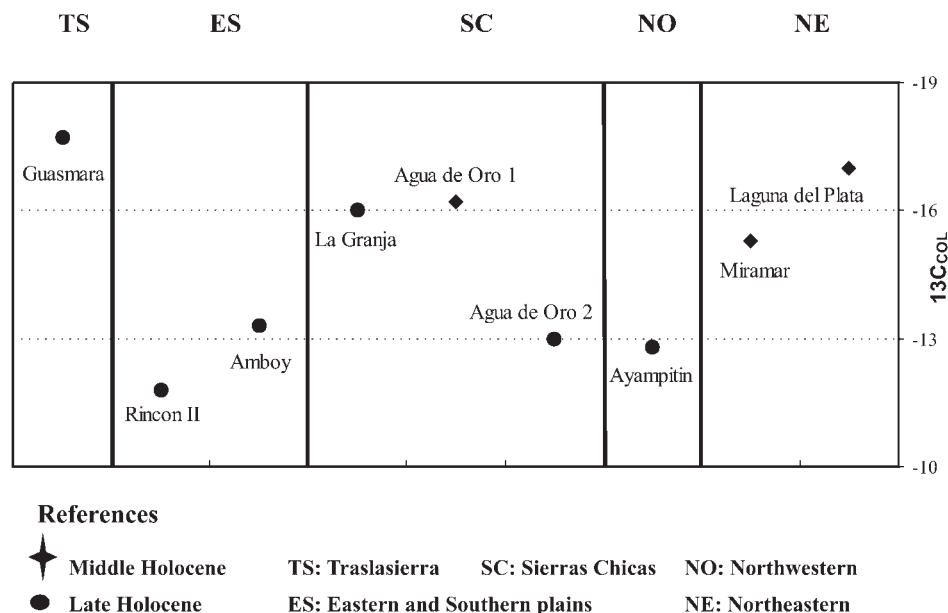 TS ES SC NO NE
-19
Guasmara
Agua de Oro 1
Laguna del Plata
-16
La Granja
Miramar
13CCOL
Agua de Oro 2
-13
Amboy
Ayampitin
Rincon II
-10
References
Middle Holocene TS: Traslasierra SC: Sierras Chicas NO: Northwestern
Late Holocene ES: Eastern and Southern plains NE: Northeastern